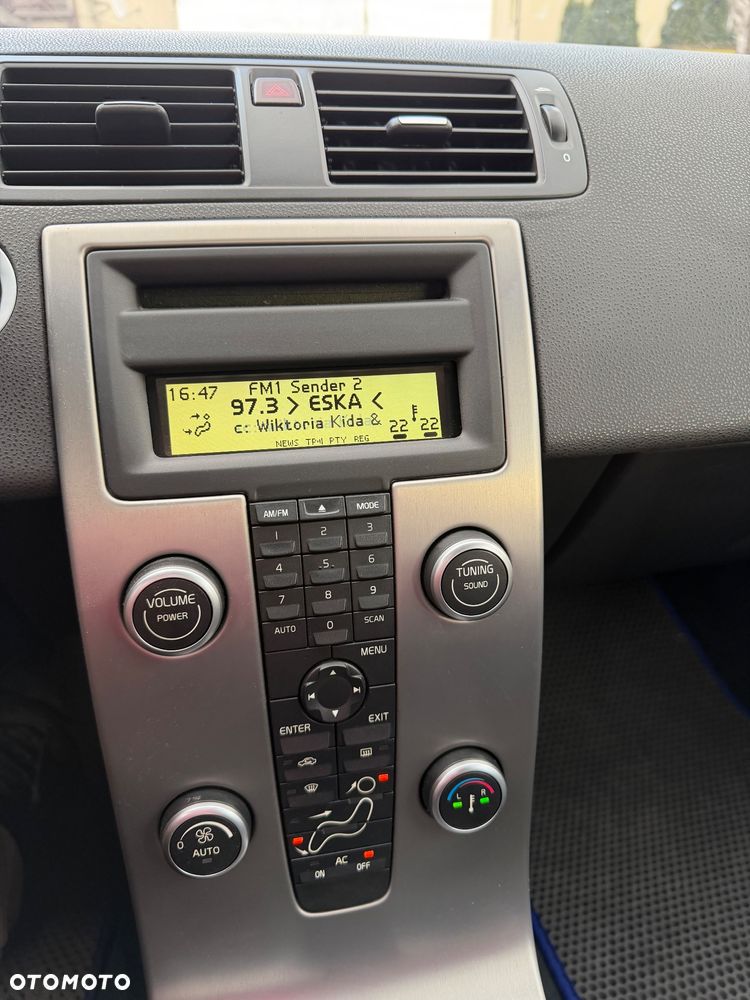 0
16:47
FM1 Sender 2
97.3 > ESKA <
c: Wiktoria Kida &
22 22
NEWS TP PTY REG
AM/FM MODE
1 2 3
4 5 6
7 8 9
AUTO 0 SCAN
VOLUME
POWER
TUNING
SOUND
MENU
ENTER EXIT
0
AUTO
L R
AC
ON OFF
OTOMOTO